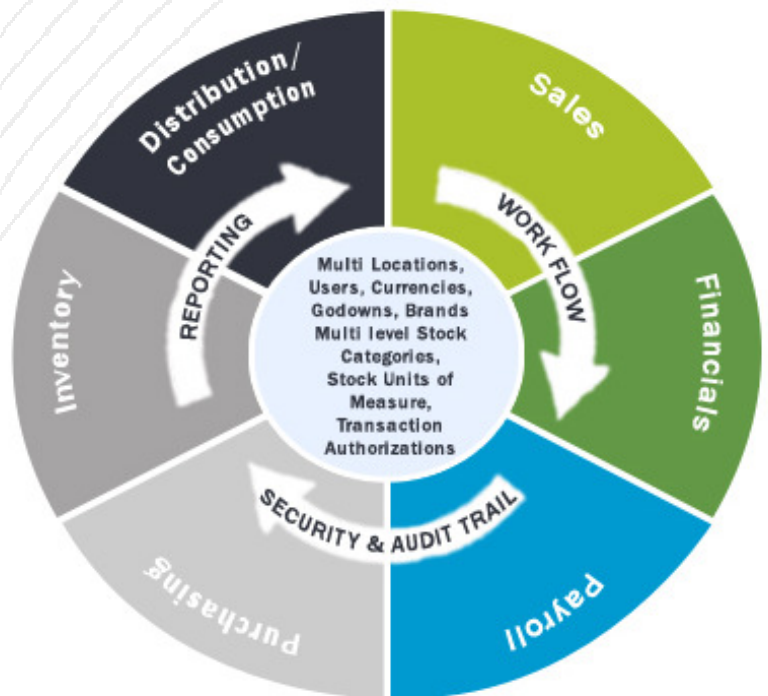 Distribution/
Consumption
Sales
REPORTING
WORK FLOW
Inventory
Multi Locations,
Users, Currencies,
Godowns, Brands
Multi level Stock
Categories,
Stock Units of
Measure,
Transaction
Authorizations
Financials
SECURITY & AUDIT TRAIL
Purchasing
Payroll